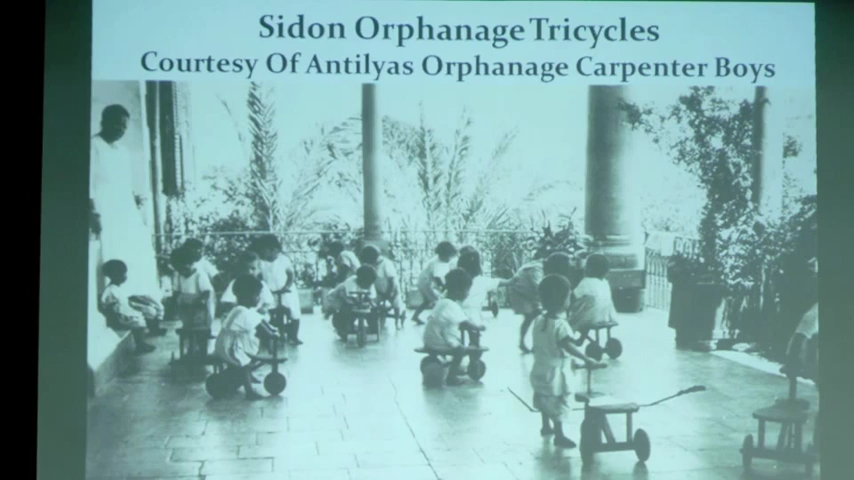 Sidon Orphanage Tricycles
Courtesy Of Antilyas Orphanage Carpenter Boys